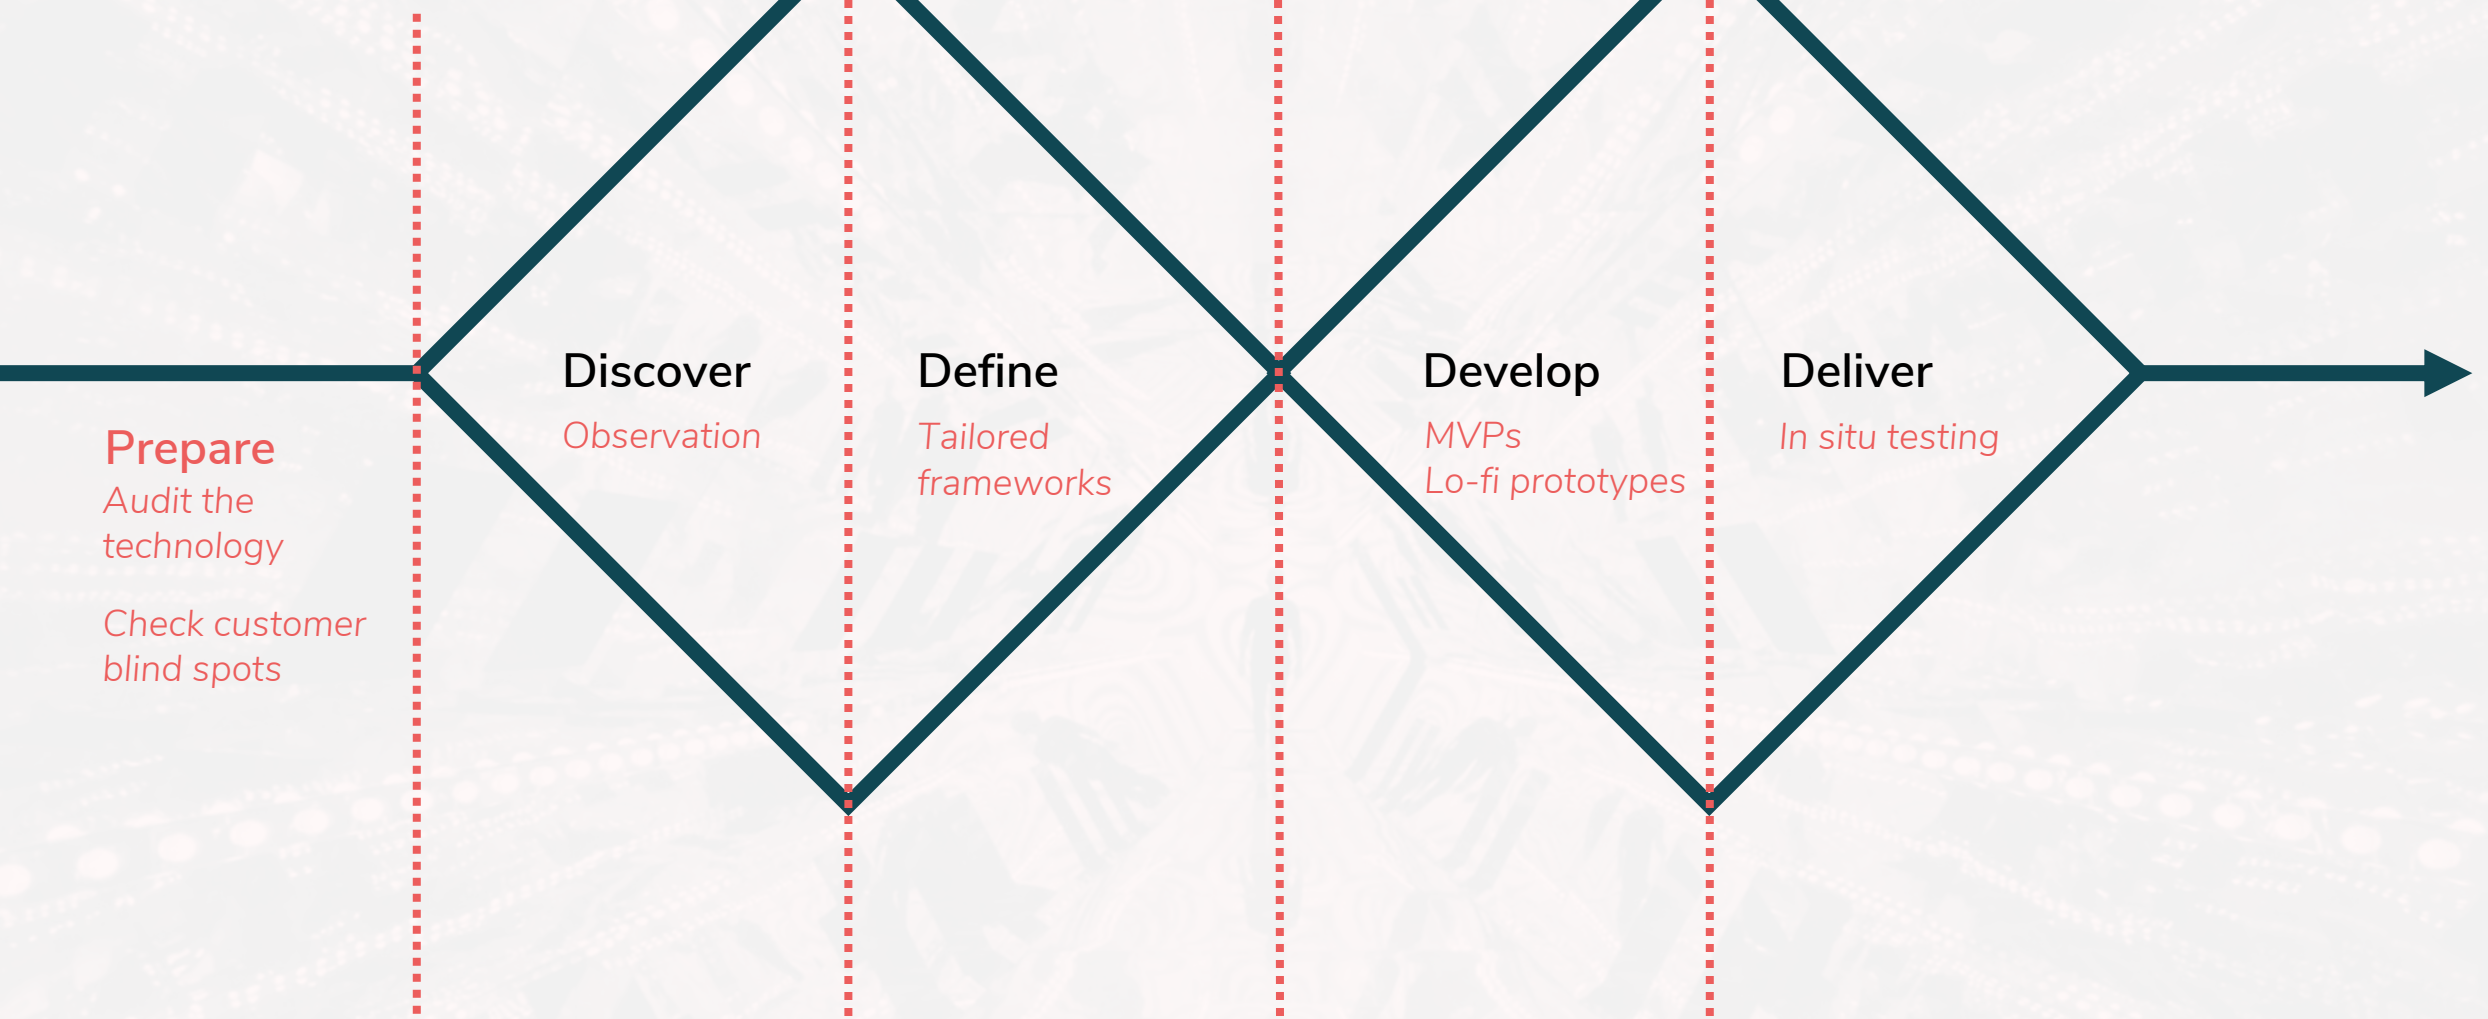 Prepare
Audit the
technology
Check customer
blind spots
Discover
Observation
Define
Tailored
frameworks
Develop
MVPs
Lo-fi prototypes
Deliver
In situ testing